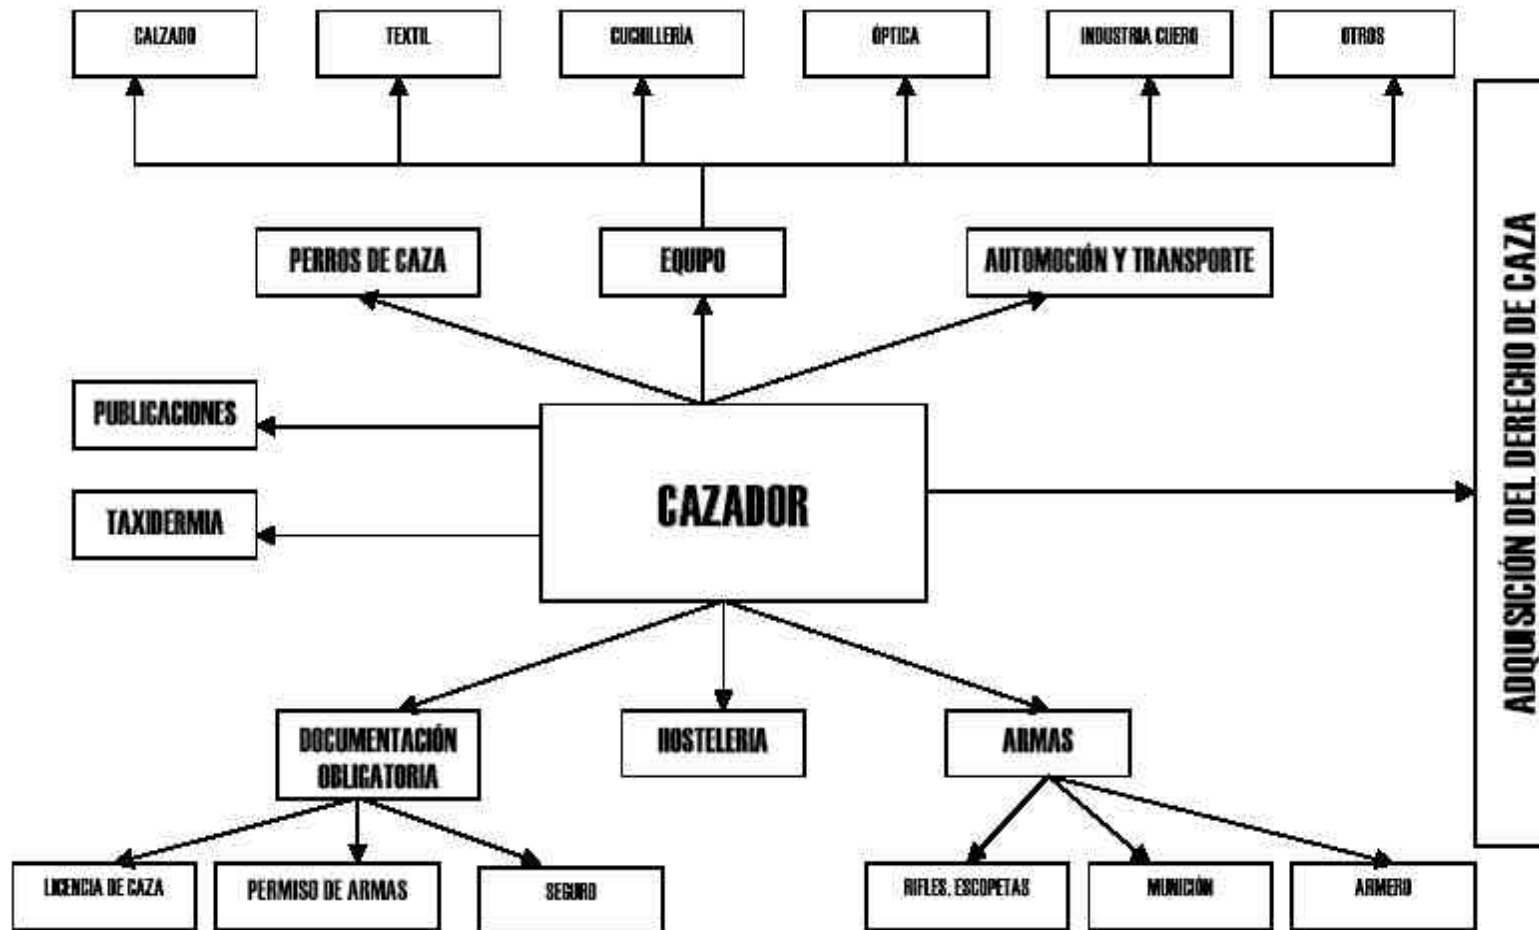 CALZADO
TEXTIL
CUCHILLERÍA
ÓPTICA
INDUSTRIA CUERO
OTROS
PERROS DE CAZA
EQUIPO
AUTOMOCIÓN Y TRANSPORTE
ADQUISICIÓN DEL DERECHO DE CAZA
PUBLICACIONES
CAZADOR
TAXIDERMIA
DOCUMENTACIÓN
OBLIGATORIA
HOSTELERIA
ARMAS
LICENCIA DE CAZA
PERMISO DE ARMAS
SEGURO
RIFLES, ESCOPETAS
MUNICIÓN
ARMERO